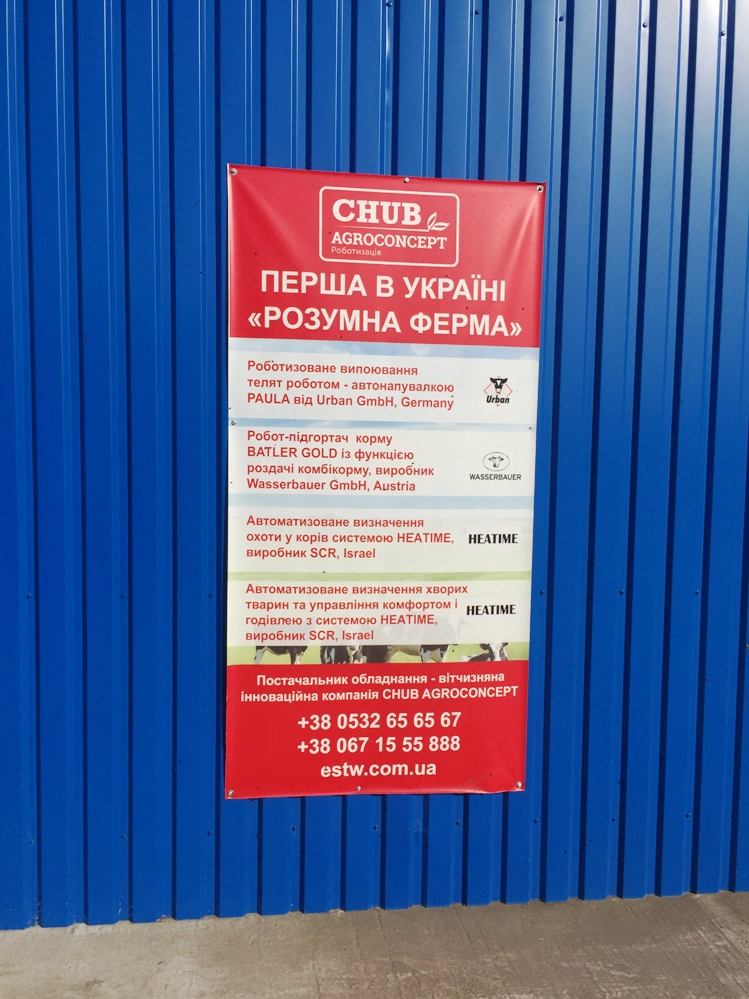 CHUB
AGROCONCEPT
Роботизація
ПЕРША В УКРАЇНІ
«РОЗУМНА ФЕРМА»
Роботизоване випоювання
телят роботом - автонапувалкою
PAULA від Urban GmbH, Germany
Urban
Робот-підгортач корму
BATLER GOLD із функцією
роздачі комбікорму, виробник
Wasserbauer GmbH, Austria
WASSERBAUER
Автоматизоване визначення
охоти у корів системою HEATIME,
виробник SCR, Israel
HEATIME
Автоматизоване визначення хворих
тварин та управління комфортом і
годівлею з системою HEATIME,
виробник SCR, Israel
HEATIME
Постачальник обладнання - вітчизняна
інноваційна компанія CHUB AGROCONCEPT
+38 0532 65 65 67
+38 067 15 55 888
estw.com.ua